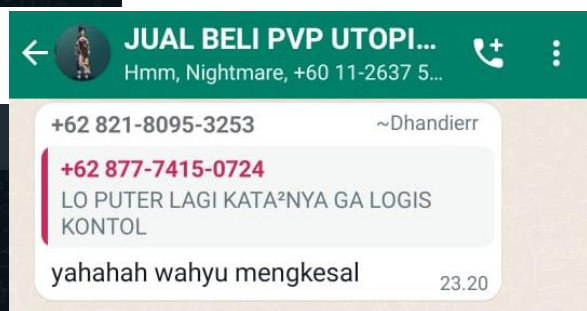 JUAL BELI PVP UTOPI...
Hmm, Nightmare, +60 11-2637 5...
+62 821-8095-3253 ~Dhandierr
+62 877-7415-0724
LO PUTER LAGI KATA²NYA GA LOGIS
KONTOL
yahahah wahyu mengkesal 23.20